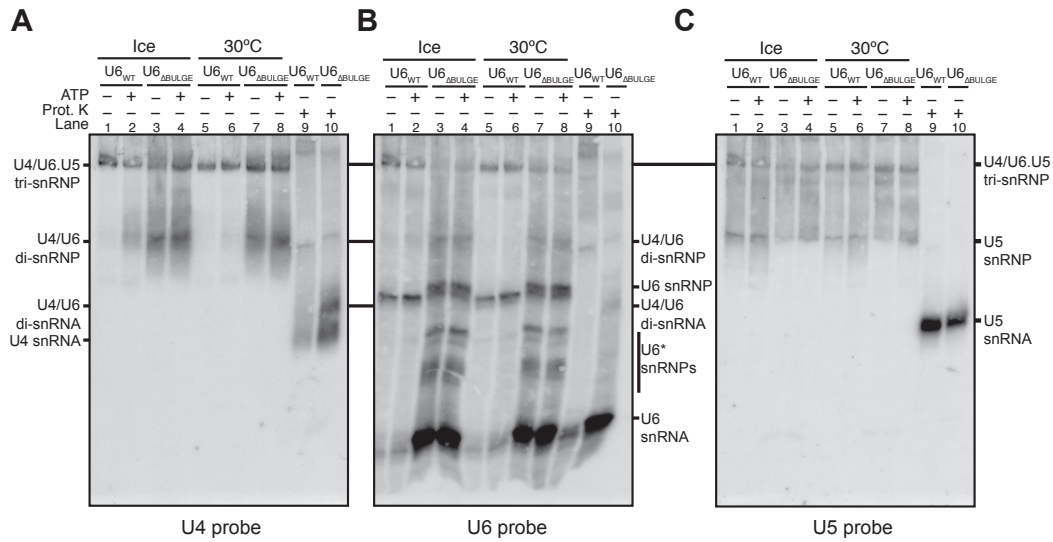 A
Ice 30ºC
U6WT U6ΔBULGE U6WT U6ΔBULGE U6WT U6ΔBULGE
ATP – + – + – + – + – –
Prot. K – – – – – – – – + +
Lane 1 2 3 4 5 6 7 8 9 10
U4/U6.U5
tri-snRNP
U4/U6
di-snRNP
U4/U6
di-snRNA
U4 snRNA
U4 probe
B
Ice 30ºC
U6WT U6ΔBULGE U6WT U6ΔBULGE U6WT U6ΔBULGE
– + – + – + – + – –
– – – – – – – – + +
1 2 3 4 5 6 7 8 9 10
U4/U6
di-snRNP
U6 snRNP
U4/U6
di-snRNA
U6*
snRNPs
U6
snRNA
U6 probe
C
Ice 30ºC
U6WT U6ΔBULGE U6WT U6ΔBULGE U6WT U6ΔBULGE
– + – + – + – + – –
– – – – – – – – + +
1 2 3 4 5 6 7 8 9 10
U4/U6.U5
tri-snRNP
U5
snRNP
U5
snRNA
U5 probe